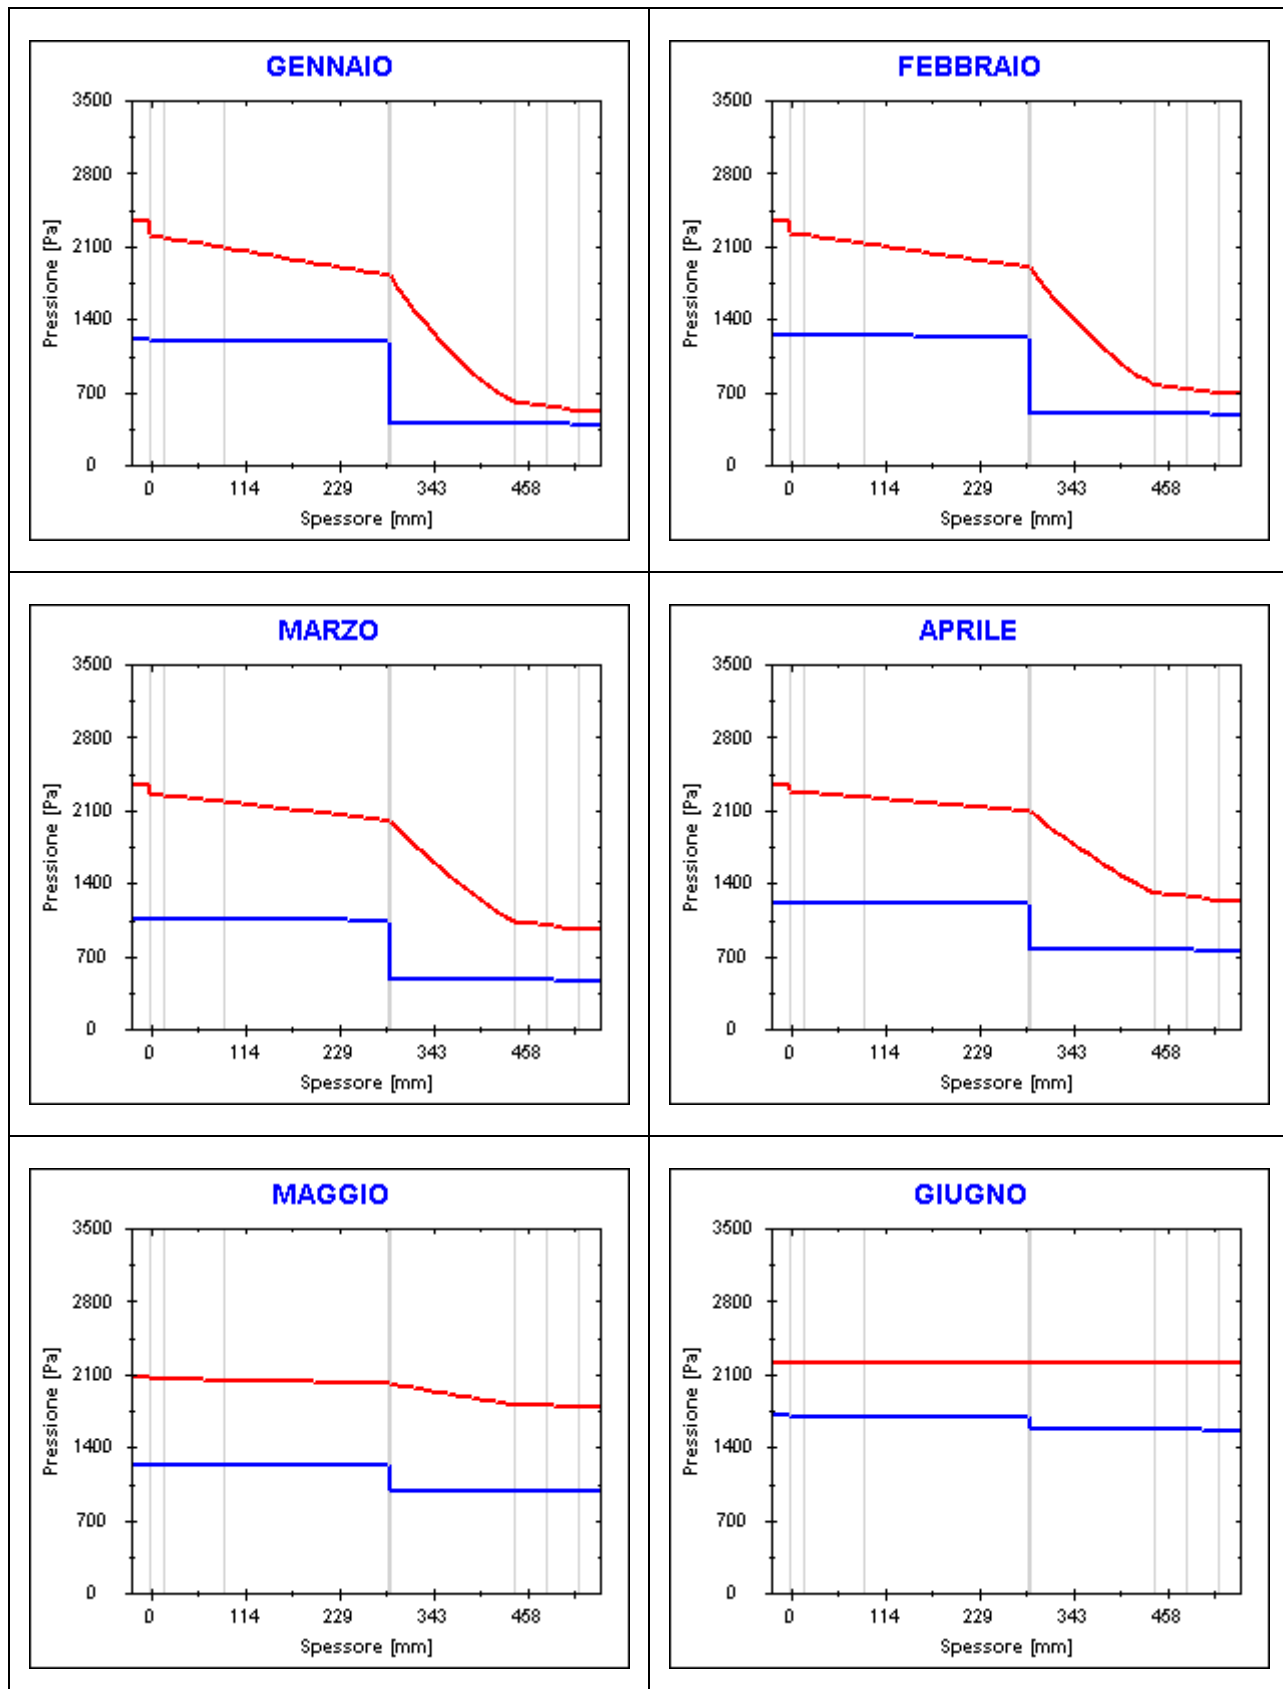 GENNAIO
3500
2800
2100
1400
700
0
Pressione [Pa]
0 114 229 343 458
Spessore [mm]
FEBBRAIO
3500
2800
2100
1400
700
0
Pressione [Pa]
0 114 229 343 458
Spessore [mm]
MARZO
3500
2800
2100
1400
700
0
Pressione [Pa]
0 114 229 343 458
Spessore [mm]
APRILE
3500
2800
2100
1400
700
0
Pressione [Pa]
0 114 229 343 458
Spessore [mm]
MAGGIO
3500
2800
2100
1400
700
0
Pressione [Pa]
0 114 229 343 458
Spessore [mm]
GIUGNO
3500
2800
2100
1400
700
0
Pressione [Pa]
0 114 229 343 458
Spessore [mm]